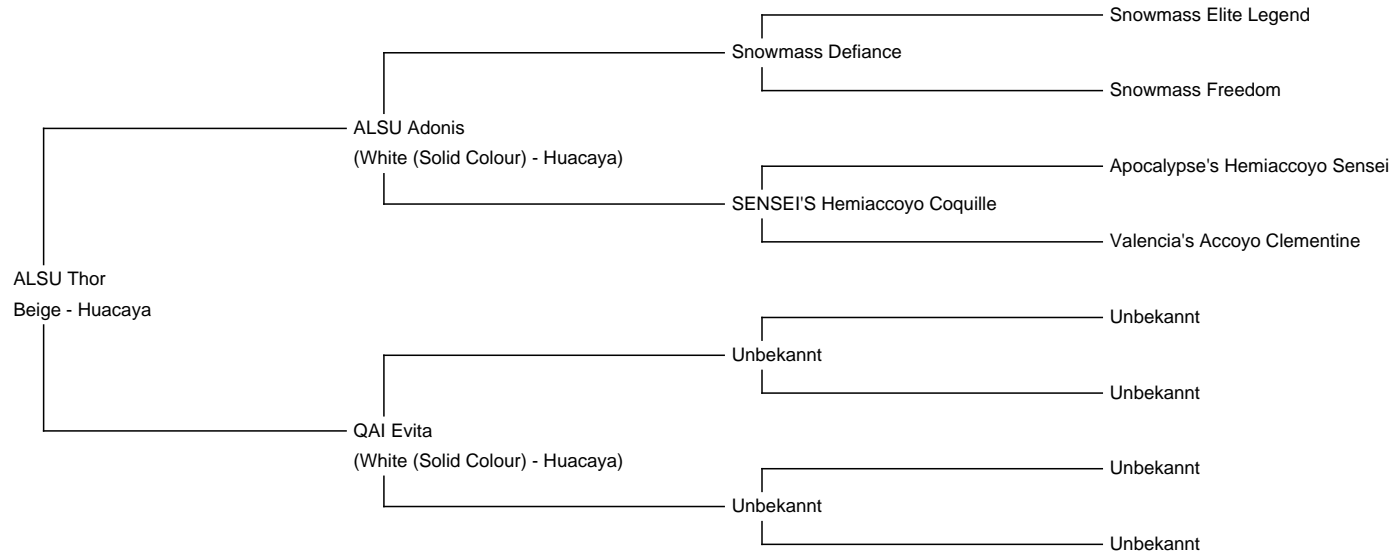 Snowmass Elite Legend
Snowmass Defiance
Snowmass Freedom
ALSU Adonis
(White (Solid Colour) - Huacaya)
Apocalypse's Hemiaccoyo Sensei
SENSEI'S Hemiaccoyo Coquille
Valencia's Accoyo Clementine
ALSU Thor
Beige - Huacaya
Unbekannt
Unbekannt
Unbekannt
QAI Evita
(White (Solid Colour) - Huacaya)
Unbekannt
Unbekannt
Unbekannt